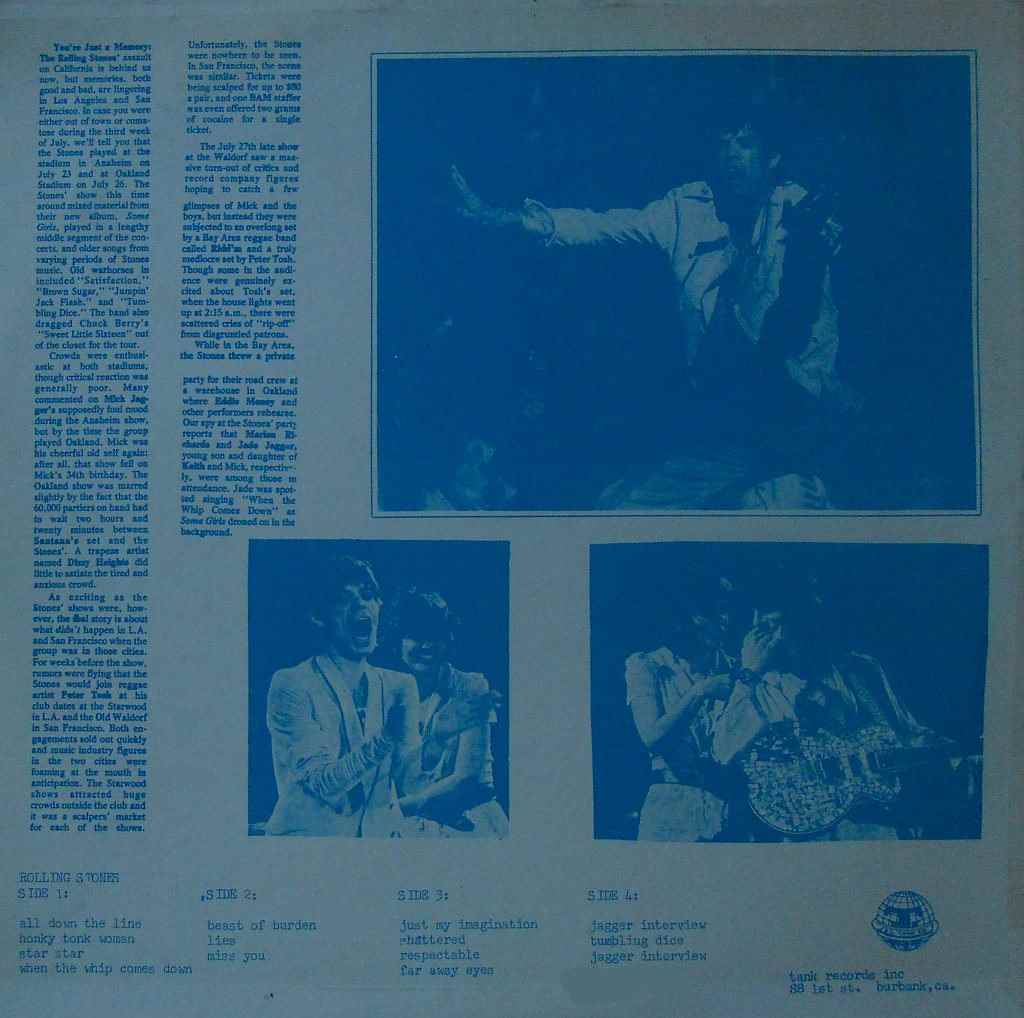 You're Just a Memory:
The Rolling Stones' assault
on California is behind us
now, but memories, both
good and bad, are lingering
in Los Angeles and San
Francisco. In case you were
either out of town or coma-
tose during the third week
of July, we'll tell you that
the Stones played at the
stadium in Anaheim on
July 23 and at Oakland
Stadium on July 26. The
Stones' show this time
around mixed material from
their new album, Some
Girls, played in a lengthy
middle segment of the con-
certs, and older songs from
varying periods of Stones
music. Old warhorses in
included "Satisfaction,"
"Brown Sugar," "Jumpin'
Jack Flash," and "Tum-
bling Dice." The band also
dragged Chuck Berry's
"Sweet Little Sixteen" out
of the closet for the tour.
Crowds were enthusi-
astic at both stadiums,
though critical reaction was
generally poor. Many
commented on Mick Jag-
ger's supposedly foul mood
during the Anaheim show,
but by the time the group
played Oakland, Mick was
his cheerful old self again;
after all, that show fell on
Mick's 34th birthday. The
Oakland show was marred
slightly by the fact that the
60,000 partiers on hand had
to wait two hours and
twenty minutes between
Santana's set and the
Stones'. A trapeze artist
named Dizzy Heights did
little to satiate the tired and
anxious crowd.
As exciting as the
Stones' shows were, how-
ever, the real story is about
what didn't happen in L.A.
and San Francisco when the
group was in those cities.
For weeks before the show,
rumors were flying that the
Stones would join reggae
artist Peter Tosh at his
club dates at the Starwood
in L.A. and the Old Waldorf
in San Francisco. Both en-
gagements sold out quickly
and music industry figures
in the two cities were
foaming at the mouth in
anticipation. The Starwood
shows attracted huge
crowds outside the club and
it was a scalpers' market
for each of the shows.
Unfortunately, the Stones
were nowhere to be seen.
In San Francisco, the scene
was similar. Tickets were
being scalped for up to $80
a pair, and one BAM staffer
was even offered two grams
of cocaine for a single
ticket.
The July 27th late show
at the Waldorf saw a mas-
sive turn-out of critics and
record company figures
hoping to catch a few
glimpses of Mick and the
boys, but instead they were
subjected to an overlong set
by a Bay Area reggae band
called and a truly
mediocre set by Peter Tosh.
Though some in the audi-
ence were genuinely ex-
cited about Tosh's set,
when the house lights went
up at 2:15 a.m., there were
scattered cries of "rip-off"
from disgruntled patrons.
While in the Bay Area,
the Stones threw a private
party for their road crew at
a warehouse in Oakland
where Eddie Money and
other performers rehearse.
Our spy at the Stones' party
reports that Marlon Ri-
chards and Jade Jagger,
young son and daughter of
Keith and Mick, respective-
ly, were among those in
attendance. Jade was spot-
ted singing "When the
Whip Comes Down" as
Some Girls droned on in the
background.
ROLLING STONES
SIDE 1:
all down the line
honky tonk woman
star star
when the whip comes down
SIDE 2:
beast of burden
lies
miss you
SIDE 3:
just my imagination
shattered
respectable
far away eyes
SIDE 4:
jagger interview
tumbling dice
jagger interview
tank records inc
88 1st st. burbank,ca.